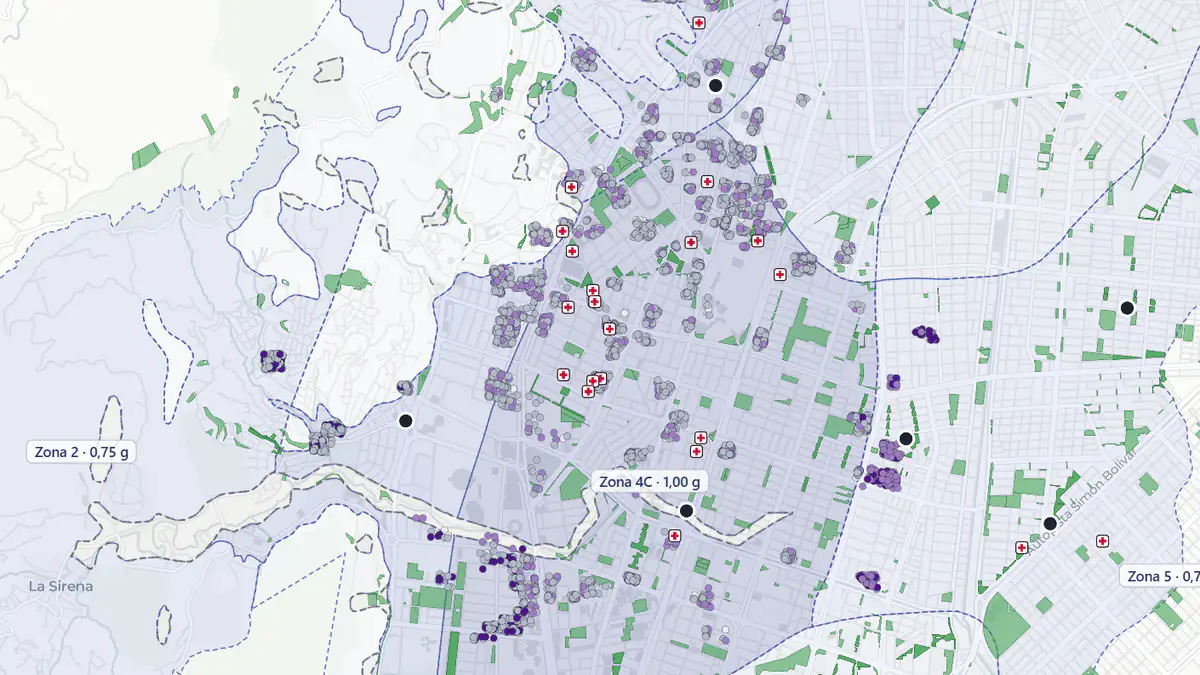 Zona 2 · 0,75 g
Zona 4C · 1,00 g
Autopista Simón Bolívar
Zona 5 · 0,7
La Sirena